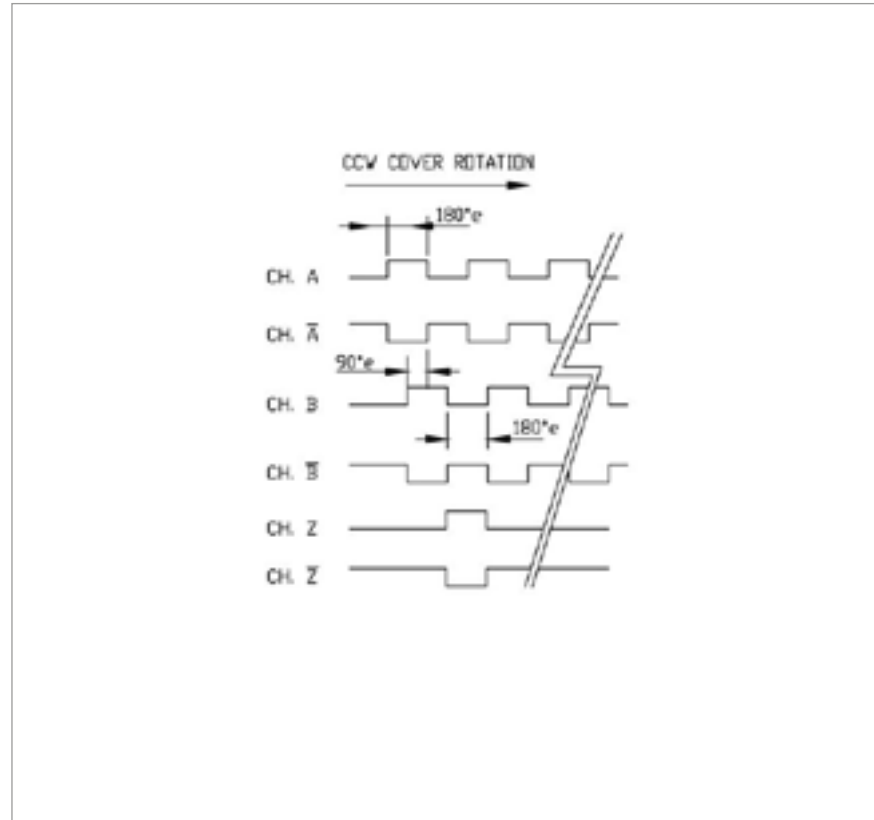 CCW COVER ROTATION
180°e
CH. A
CH. A̅
90°e
CH. B
180°e
CH. B̅
CH. Z
CH. Z̅